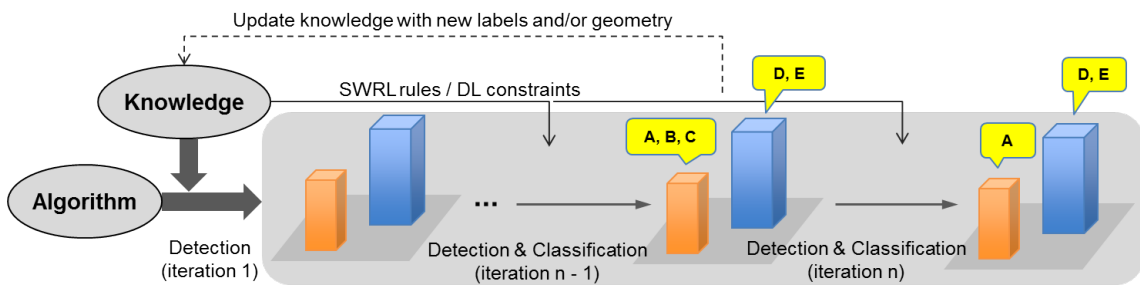 Update knowledge with new labels and/or geometry
Knowledge
SWRL rules / DL constraints
D, E
D, E
A, B, C
A
Algorithm
...
Detection
(iteration 1)
Detection & Classification
(iteration n - 1)
Detection & Classification
(iteration n)